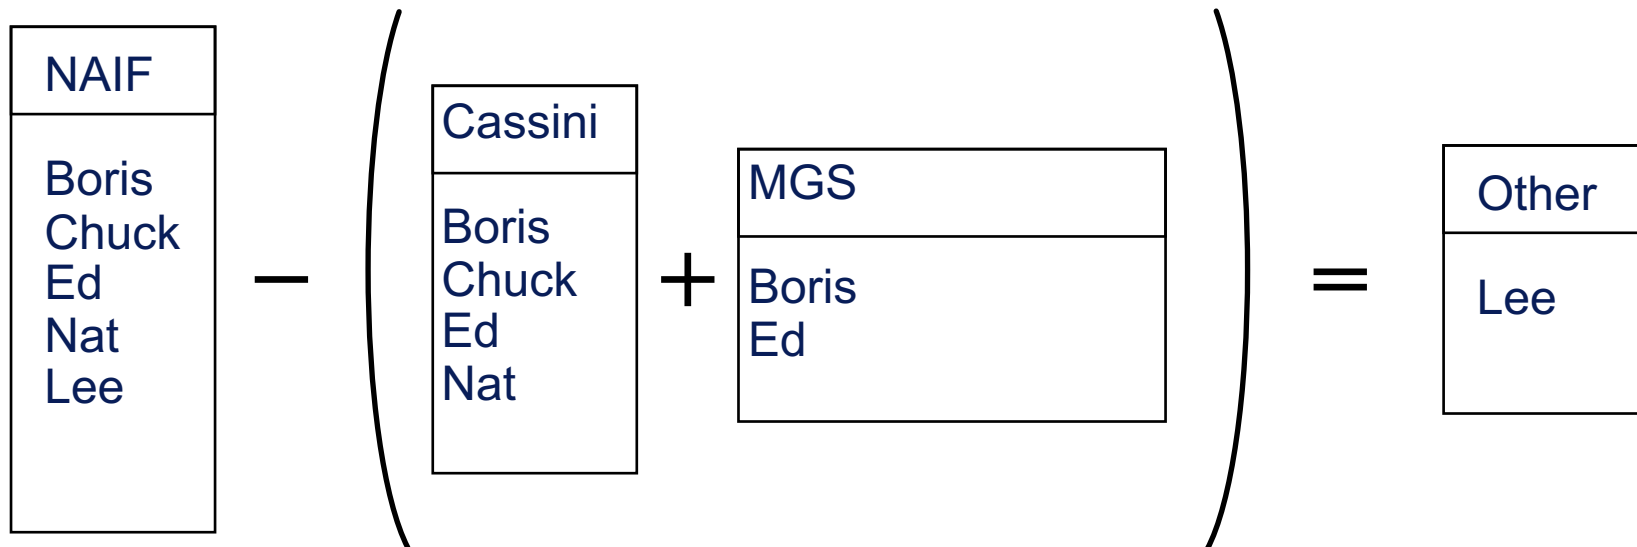 NAIF
Boris
Chuck
Ed
Nat
Lee
−
(
Cassini
Boris
Chuck
Ed
Nat
+
MGS
Boris
Ed
)
=
Other
Lee